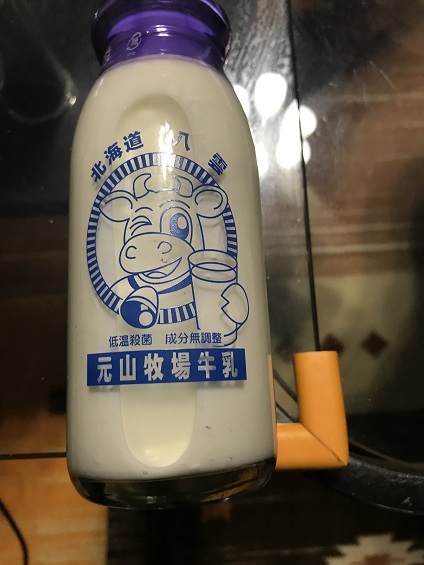 北海道 八雲
低温殺菌 成分無調整
元山牧場牛乳